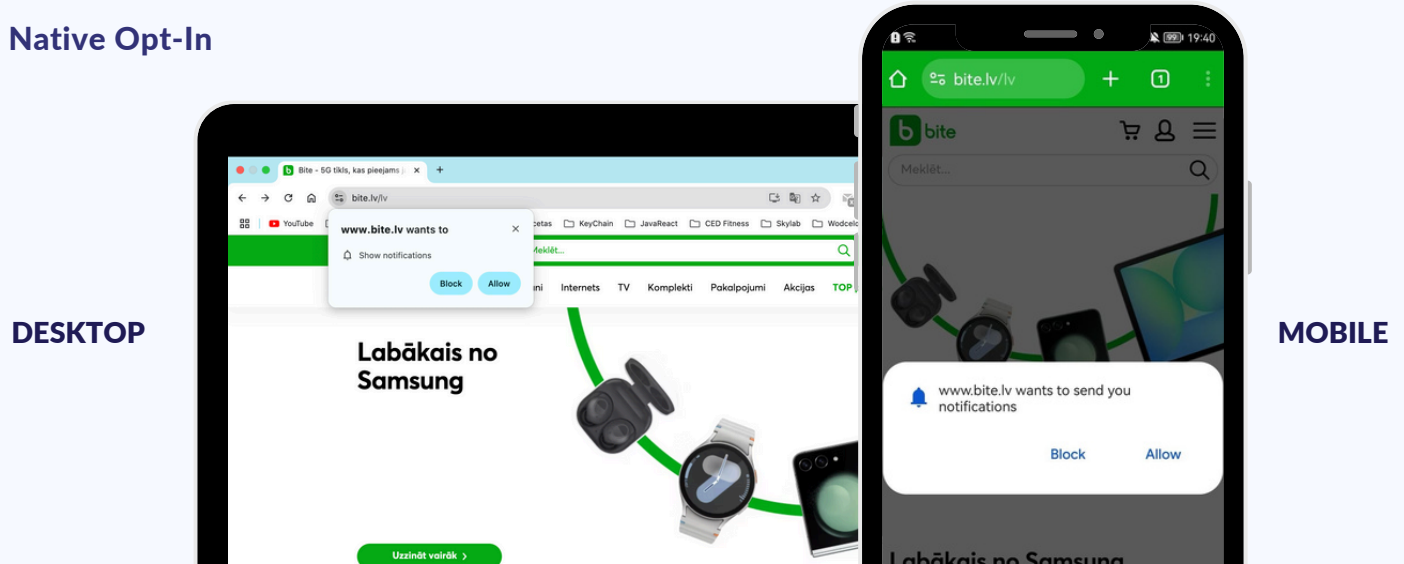 Native Opt-In
DESKTOP
Bite - 5G tīkls, kas pieejams
bite.lv/lv
YouTube
cetas
KeyChain
JavaReact
CED Fitness
Skylab
Wodcelo
www.bite.lv wants to
Show notifications
Block
Allow
Meklēt...
Internets
TV
Komplekti
Pakalpojumi
Akcijas
TOP
Labākais no
Samsung
Uzzināt vairāk
99
19:40
bite.lv/lv
1
b bite
Meklēt...
www.bite.lv wants to send you
notifications
Block
Allow
Labākais no Samsung
MOBILE